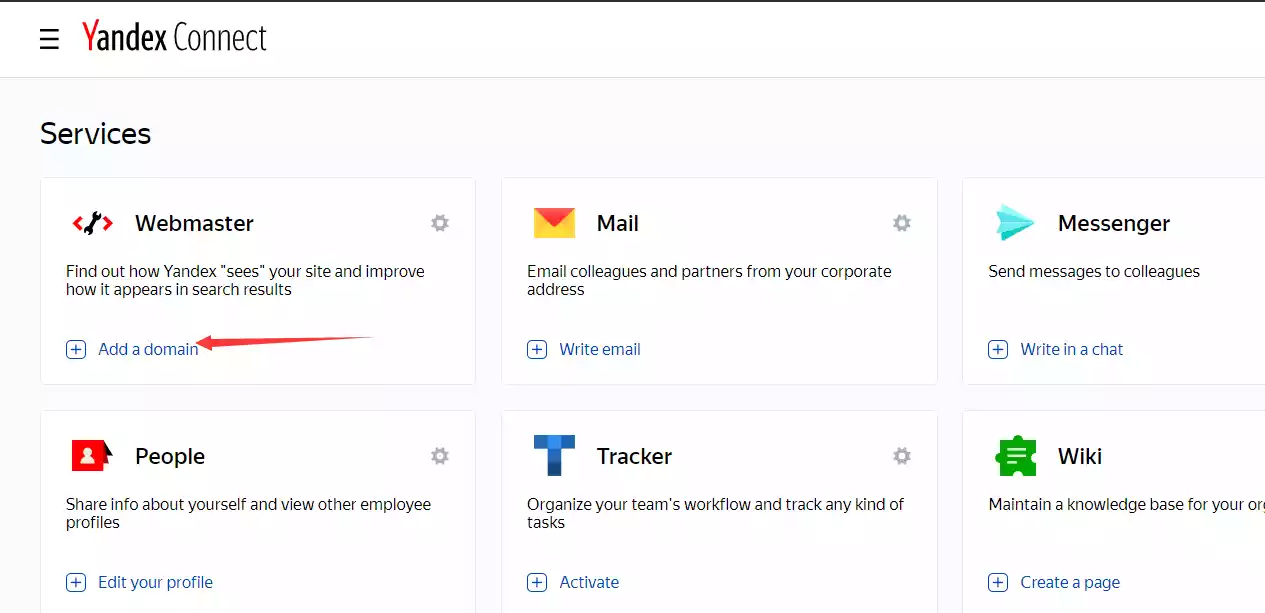 Yandex Connect
Services
Webmaster
Find out how Yandex "sees" your site and improve
how it appears in search results
Add a domain
Mail
Email colleagues and partners from your corporate
address
Write email
Messenger
Send messages to colleagues
Write in a chat
People
Share info about yourself and view other employee
profiles
Edit your profile
Tracker
Organize your team's workflow and track any kind of
tasks
Activate
Wiki
Maintain a knowledge base for your
Create a page